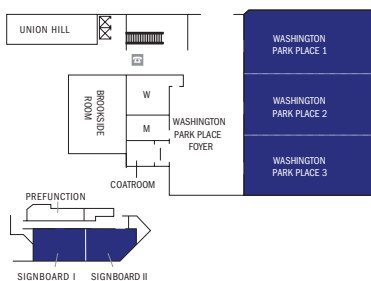 UNION HILL
WASHINGTON
PARK PLACE 1
WASHINGTON
PARK PLACE 2
WASHINGTON
PARK PLACE 3
BROOKSIDE
ROOM
W
M
WASHINGTON
PARK PLACE
FOYER
COATROOM
PREFUNCTION
SIGNBOARD I
SIGNBOARD II